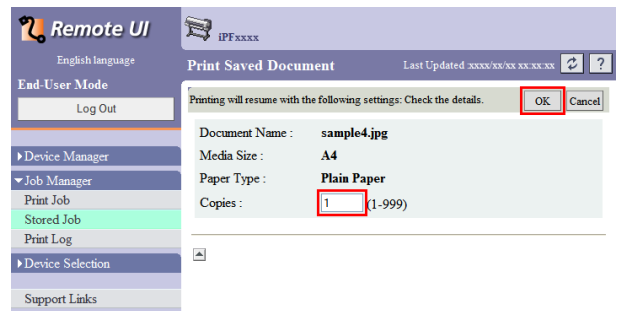 Remote UI
English language
End-User Mode
Log Out
Device Manager
Job Manager
Print Job
Stored Job
Print Log
Device Selection
Support Links
iPFxxxx
Print Saved Document
Last Updated xxxx/xx/xx xx:xx:xx
?
Printing will resume with the following settings: Check the details.
OK
Cancel
Document Name : sample4.jpg
Media Size : A4
Paper Type : Plain Paper
Copies : 1 (1-999)